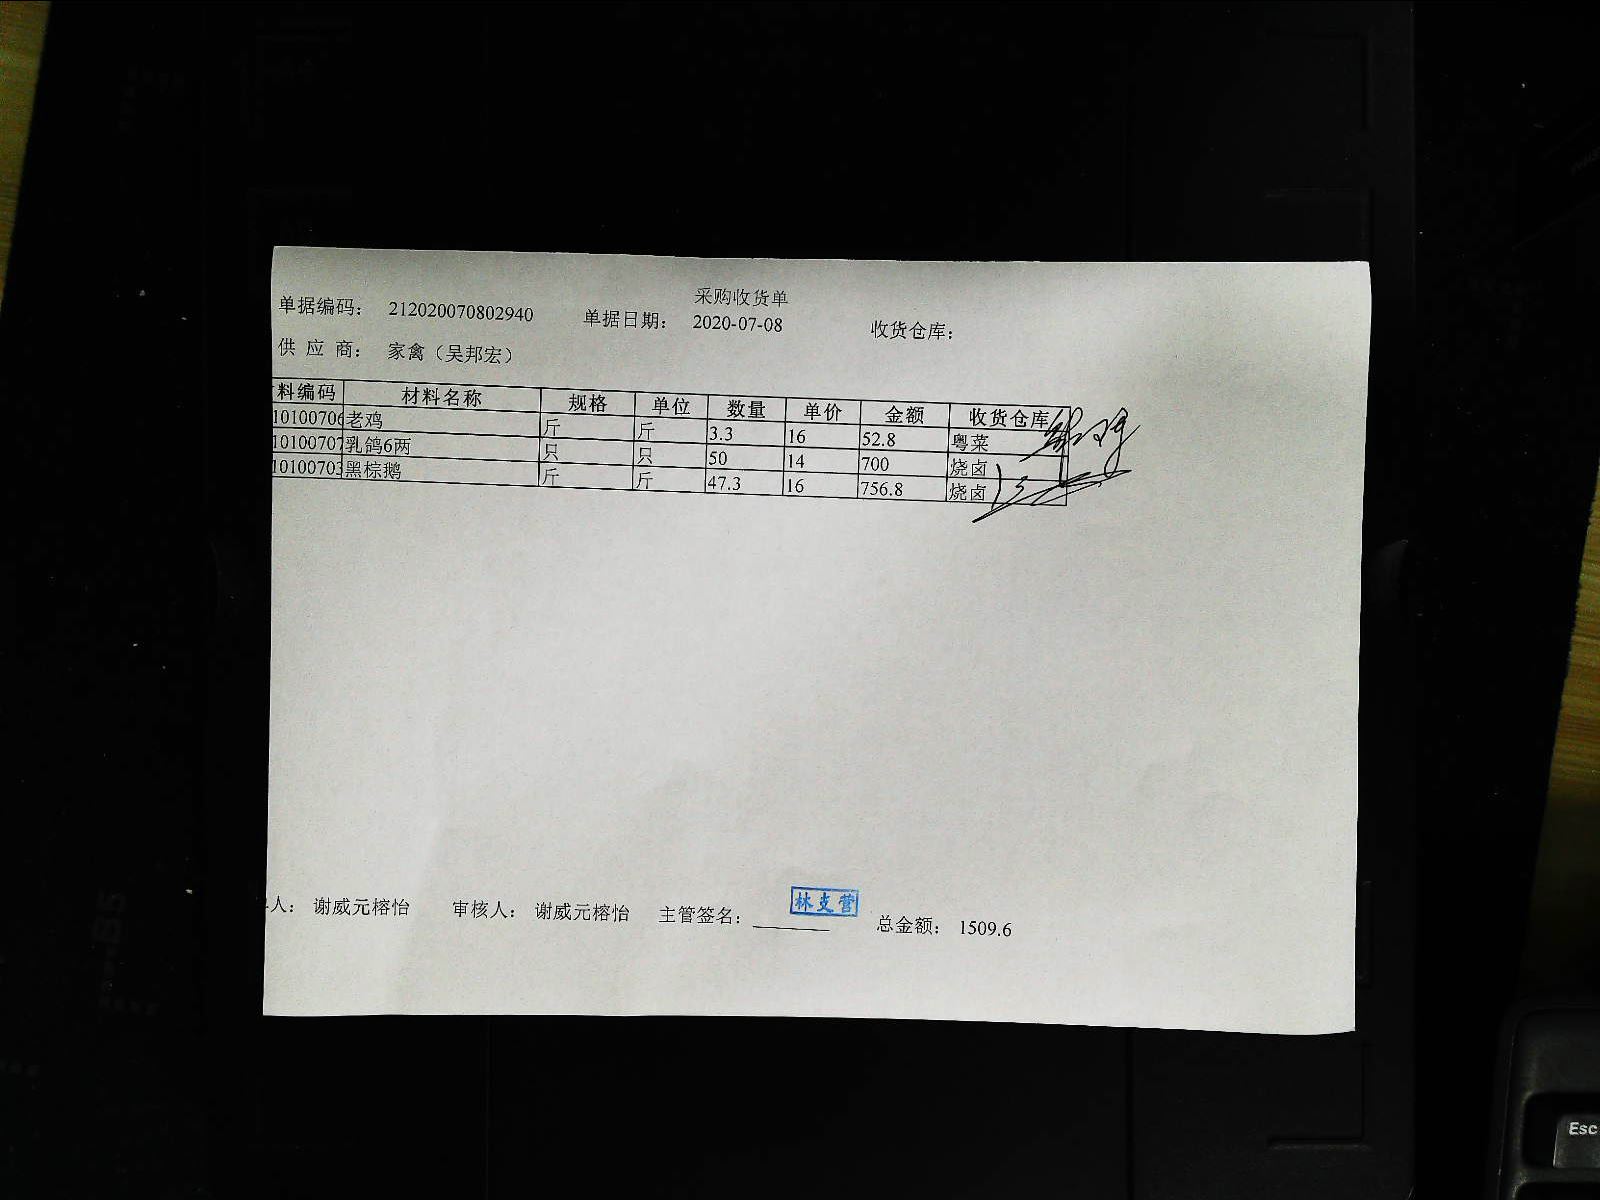 采购收货单
单据编码： 212020070802940 单据日期： 2020-07-08 收货仓库：
供 应 商： 家禽（吴邦宏）
料编码 材料名称 规格 单位 数量 单价 金额 收货仓库
10100706 老鸡 斤 斤 3.3 16 52.8 粤菜
10100707 乳鸽6两 只 只 50 14 700 烧卤
10100703 黑棕鹅 斤 斤 47.3 16 756.8 烧卤
人： 谢威元榕怡 审核人： 谢威元榕怡 主管签名： 林支营 总金额： 1509.6
Esc